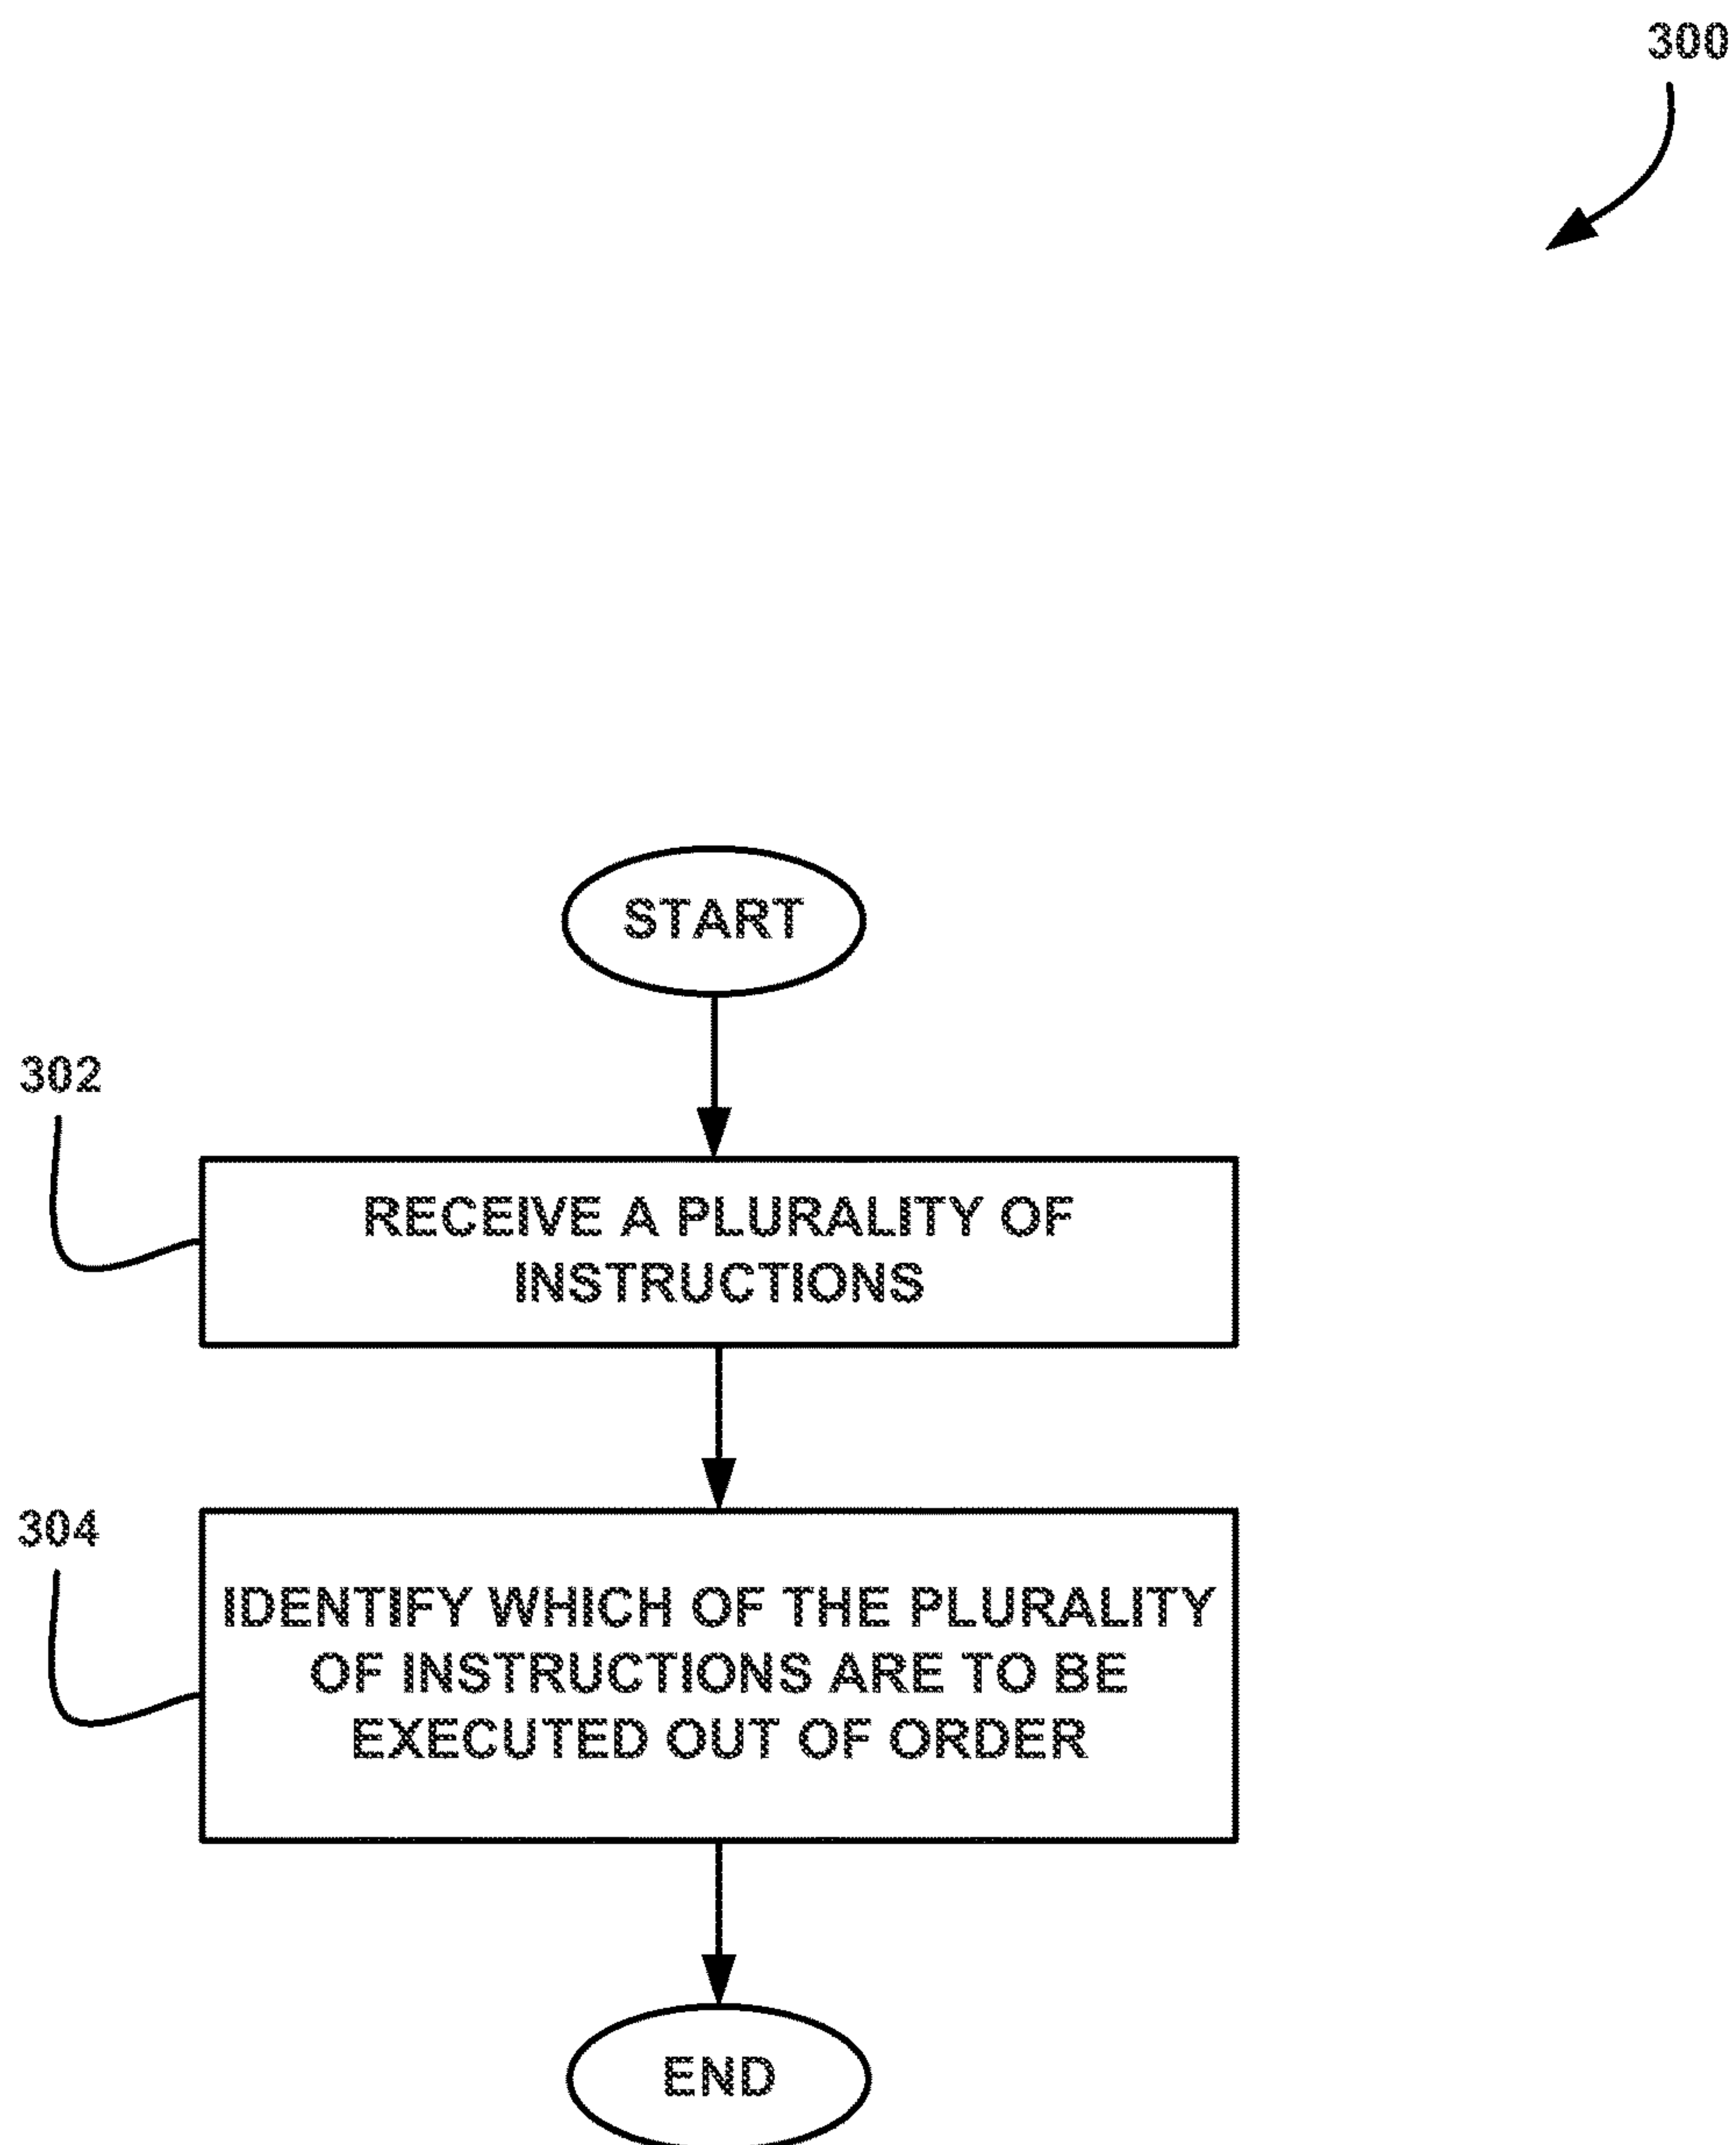 300
START
302
RECEIVE A PLURALITY OF
INSTRUCTIONS
304
IDENTIFY WHICH OF THE PLURALITY
OF INSTRUCTIONS ARE TO BE
EXECUTED OUT OF ORDER
END